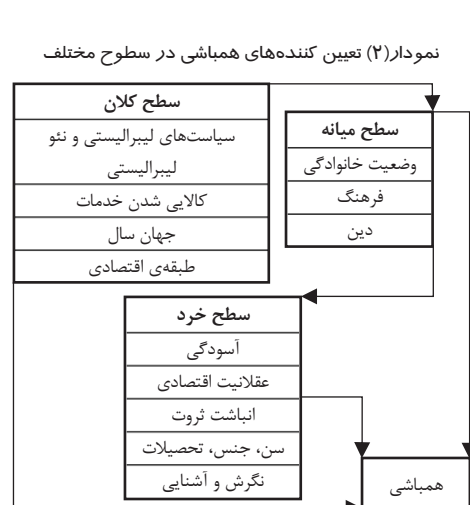 نمودار(۲) تعیین کننده‌های همباشی در سطوح مختلف
سطح کلان
سیاست‌های لیبرالیستی و نئو
لیبرالیستی
کالایی شدن خدمات
جهان سال
طبقه‌ی اقتصادی
سطح میانه
وضعیت خانوادگی
فرهنگ
دین
سطح خرد
آسودگی
عقلانیت اقتصادی
انباشت ثروت
سن، جنس، تحصیلات
نگرش و آشنایی
همباشی